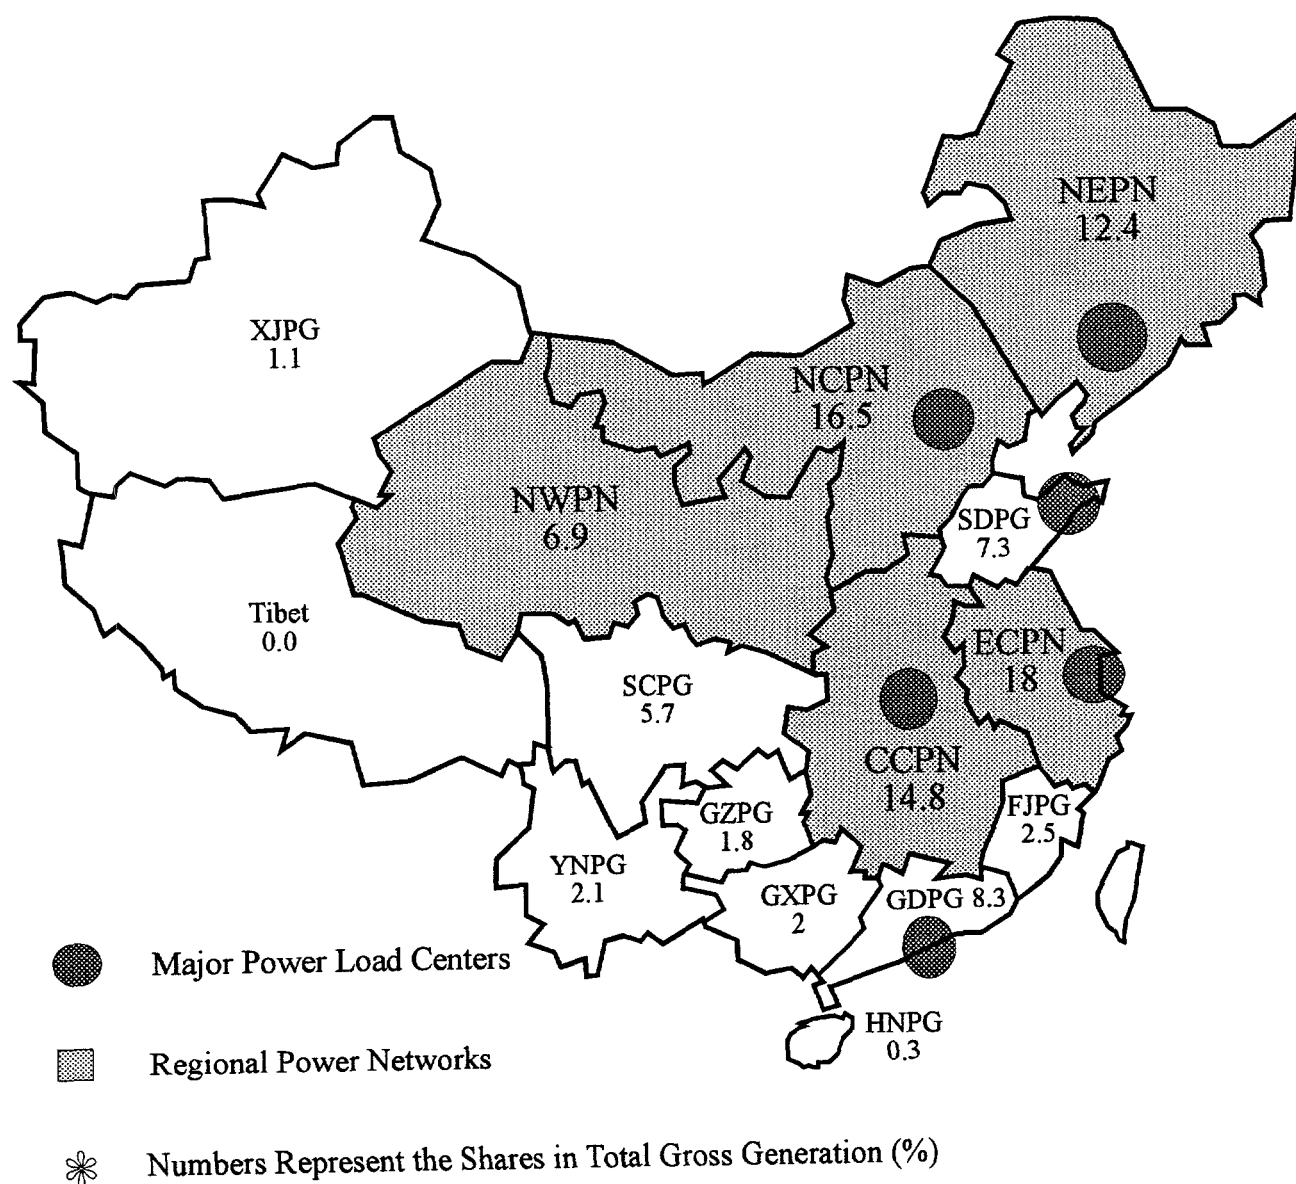 NEPN
12.4
XJPG
1.1
NCPN
16.5
NWPN
6.9
SDPG
7.3
Tibet
0.0
ECPN
18
SCPG
5.7
CCPN
14.8
FJPG
2.5
GZPG
1.8
YNPG
2.1
GXPG
2
GDPG 8.3
HNPG
0.3
Major Power Load Centers
Regional Power Networks
Numbers Represent the Shares in Total Gross Generation (%)